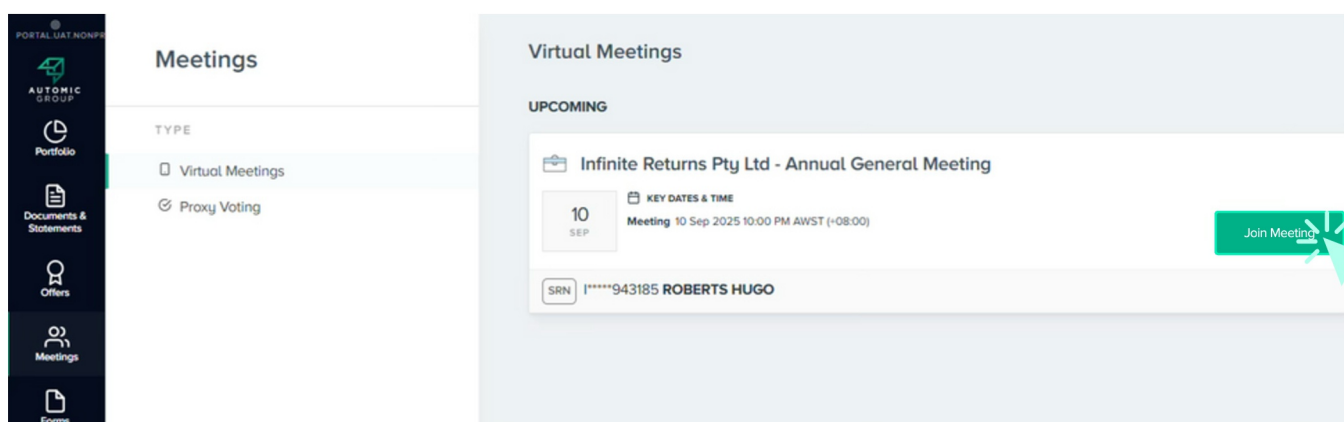 PORTAL.UAT.NONPR
AUTOMIC
GROUP
Portfolio
Documents &
Statements
Offers
Meetings
Forms
Meetings
TYPE
Virtual Meetings
Proxy Voting
Virtual Meetings
UPCOMING
Infinite Returns Pty Ltd - Annual General Meeting
10
SEP
KEY DATES & TIME
Meeting 10 Sep 2025 10:00 PM AWST (+08:00)
Join Meeting
SRN I*****943185 ROBERTS HUGO